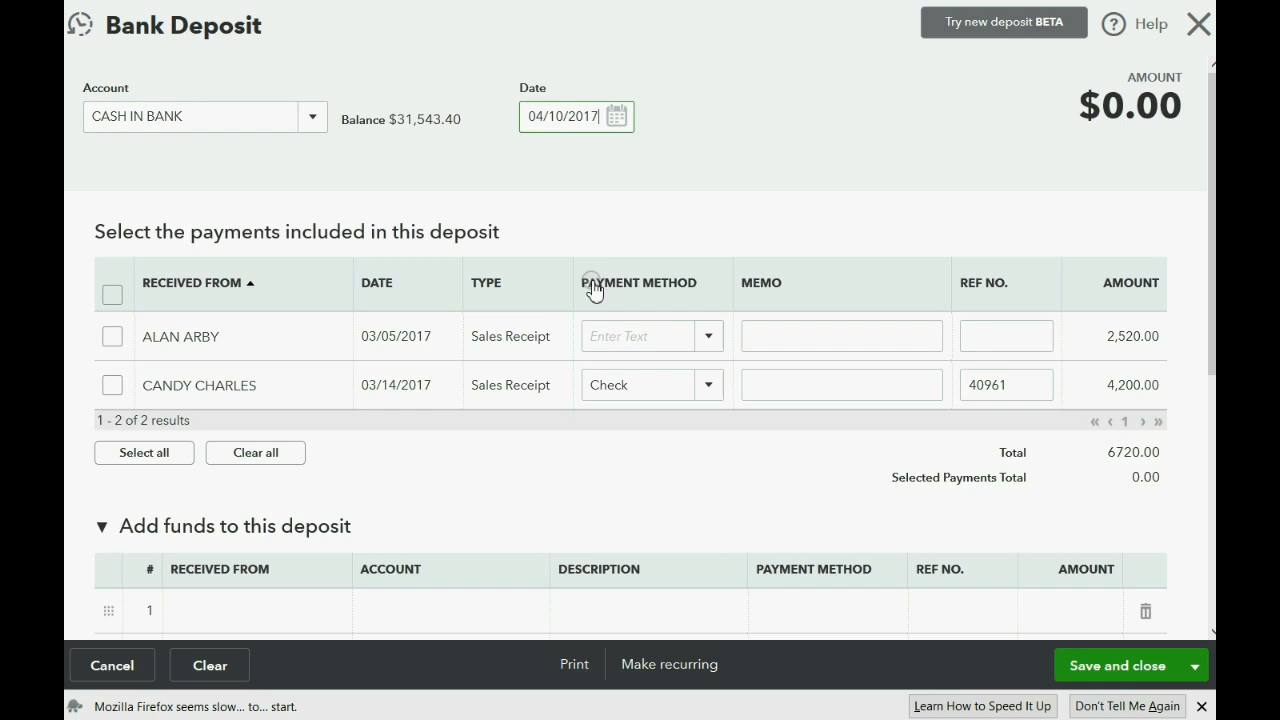 Bank Deposit
Try new deposit BETA
? Help
Account
Date
AMOUNT
CASH IN BANK
Balance $31,543.40
04/10/2017
$0.00
Select the payments included in this deposit
RECEIVED FROM DATE TYPE PAYMENT METHOD MEMO REF NO. AMOUNT
ALAN ARBY 03/05/2017 Sales Receipt Enter Text 2,520.00
CANDY CHARLES 03/14/2017 Sales Receipt Check 40961 4,200.00
1 - 2 of 2 results « ‹ 1 › »
Select all Clear all Total 6720.00
Selected Payments Total 0.00
▼ Add funds to this deposit
# RECEIVED FROM ACCOUNT DESCRIPTION PAYMENT METHOD REF NO. AMOUNT
1
Cancel Clear Print Make recurring Save and close
Mozilla Firefox seems slow... to... start. Learn How to Speed It Up Don't Tell Me Again